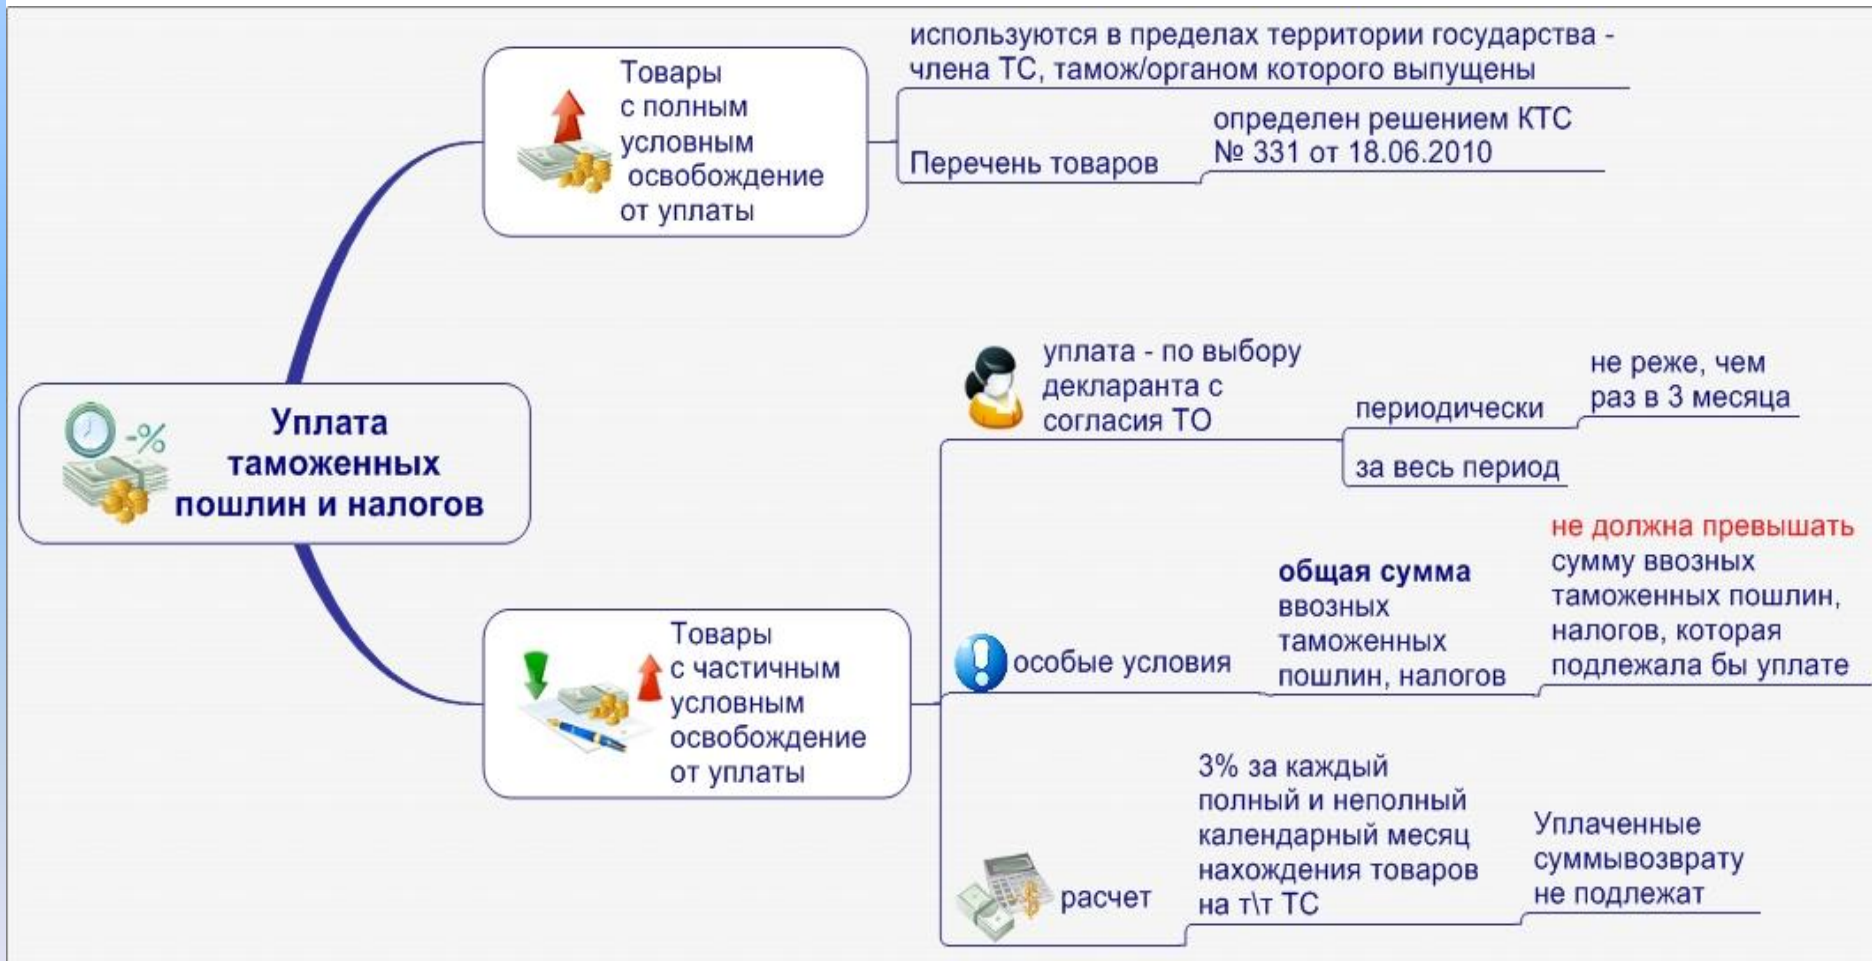 Уплата
таможенных
пошлин и налогов
-%
Товары
с полным
условным
освобождение
от уплаты
используются в пределах территории государства -
члена ТС, тамож/органом которого выпущены
Перечень товаров
определен решением КТС
№ 331 от 18.06.2010
Товары
с частичным
условным
освобождение
от уплаты
уплата - по выбору
декларанта с
согласия ТО
периодически
не реже, чем
раз в 3 месяца
за весь период
особые условия
общая сумма
ввозных
таможенных
пошлин, налогов
не должна превышать
сумму ввозных
таможенных пошлин,
налогов, которая
подлежала бы уплате
расчет
3% за каждый
полный и неполный
календарный месяц
нахождения товаров
на т\т ТС
Уплаченные
суммывозврату
не подлежат